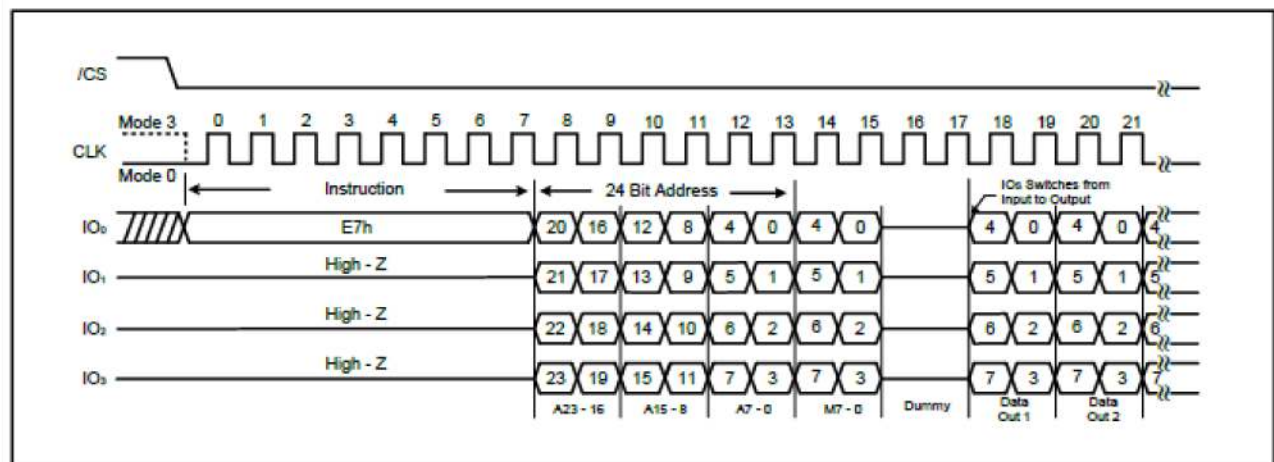 /CS
Mode 3 0 1 2 3 4 5 6 7 8 9 10 11 12 13 14 15 16 17 18 19 20 21
CLK
Mode 0
Instruction 24 Bit Address IOs Switches from
Input to Output
IO₀ E7h 20 16 12 8 4 0 4 0 4 0 4 0 4
High - Z
IO₁ 21 17 13 9 5 1 5 1 5 1 5 1 5
High - Z
IO₂ 22 18 14 10 6 2 6 2 6 2 6 2 6
High - Z
IO₃ 23 19 15 11 7 3 7 3 7 3 7 3 7
A23 - 16 A15 - 8 A7 - 0 M7 - 0 Dummy Data Data
Out 1 Out 2